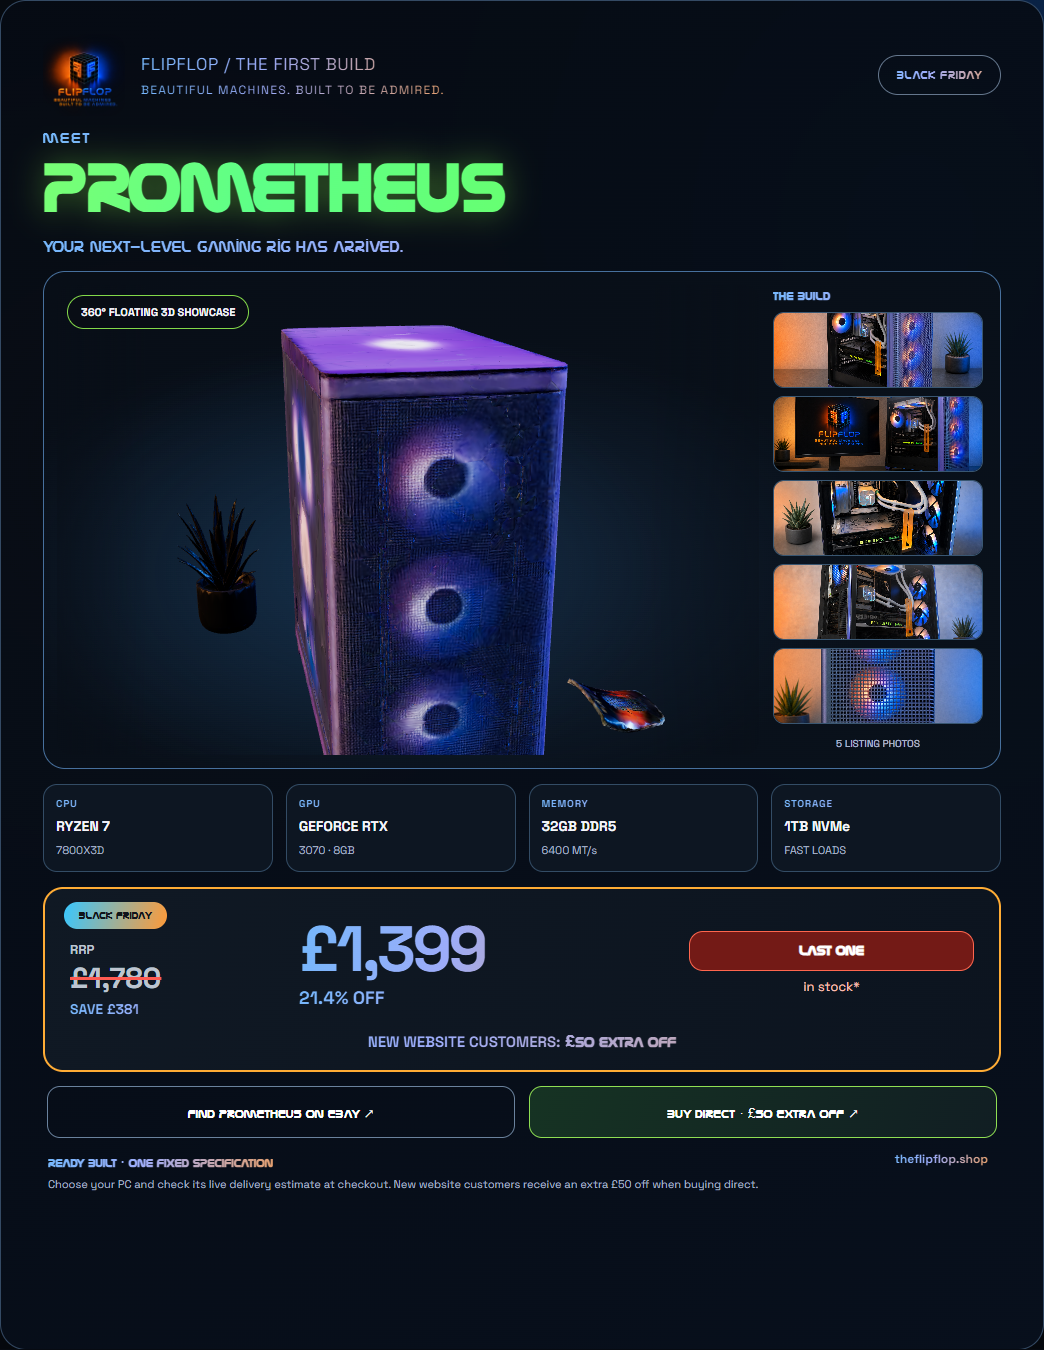 FLIPFLOP
FLIPFLOP / THE FIRST BUILD
BEAUTIFUL MACHINES. BUILT TO BE ADMIRED.
BLACK FRIDAY
MEET
PROMETHEUS
YOUR NEXT-LEVEL GAMING RIG HAS ARRIVED.
360° FLOATING 3D SHOWCASE
THE BUILD
FLIPFLOP
5 LISTING PHOTOS
CPU
RYZEN 7
7800X3D
GPU
GEFORCE RTX
3070 · 8GB
MEMORY
32GB DDR5
6400 MT/s
STORAGE
1TB NVMe
FAST LOADS
BLACK FRIDAY
RRP
£1,780
SAVE £381
£1,399
21.4% OFF
LAST ONE
in stock*
NEW WEBSITE CUSTOMERS: £50 EXTRA OFF
FIND PROMETHEUS ON EBAY ↗
BUY DIRECT · £50 EXTRA OFF ↗
READY BUILT · ONE FIXED SPECIFICATION
theflipflop.shop
Choose your PC and check its live delivery estimate at checkout. New website customers receive an extra £50 off when buying direct.